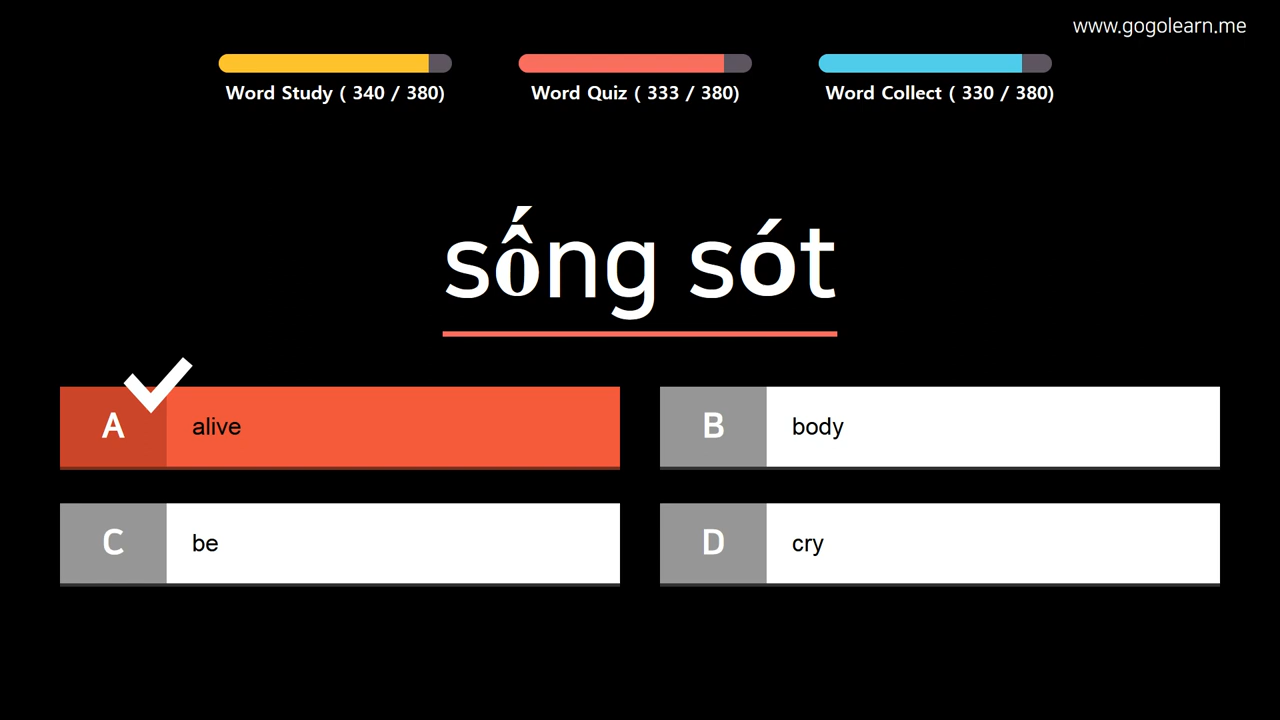 www.gogolearn.me
Word Study ( 340 / 380)
Word Quiz ( 333 / 380)
Word Collect ( 330 / 380)
sống sót
A alive
B body
C be
D cry